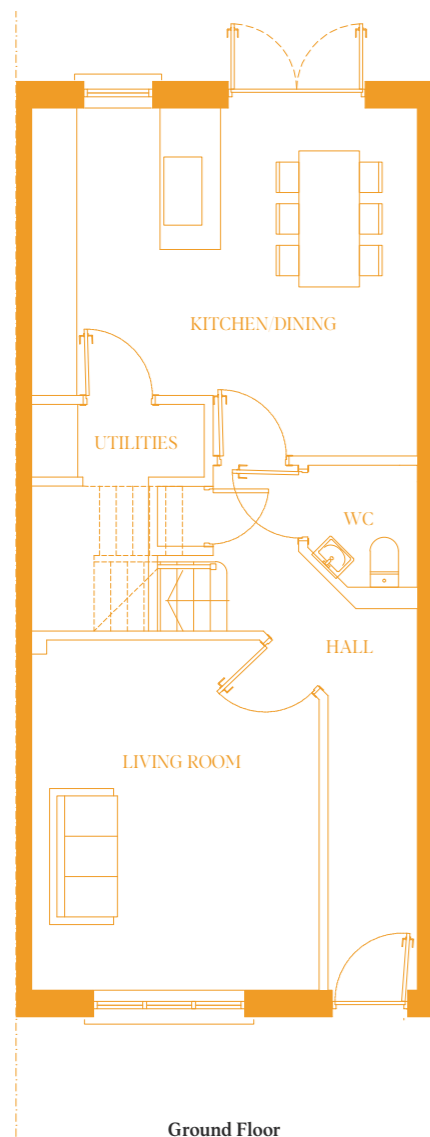 KITCHEN/DINING
UTILITIES
WC
HALL
LIVING ROOM
Ground Floor